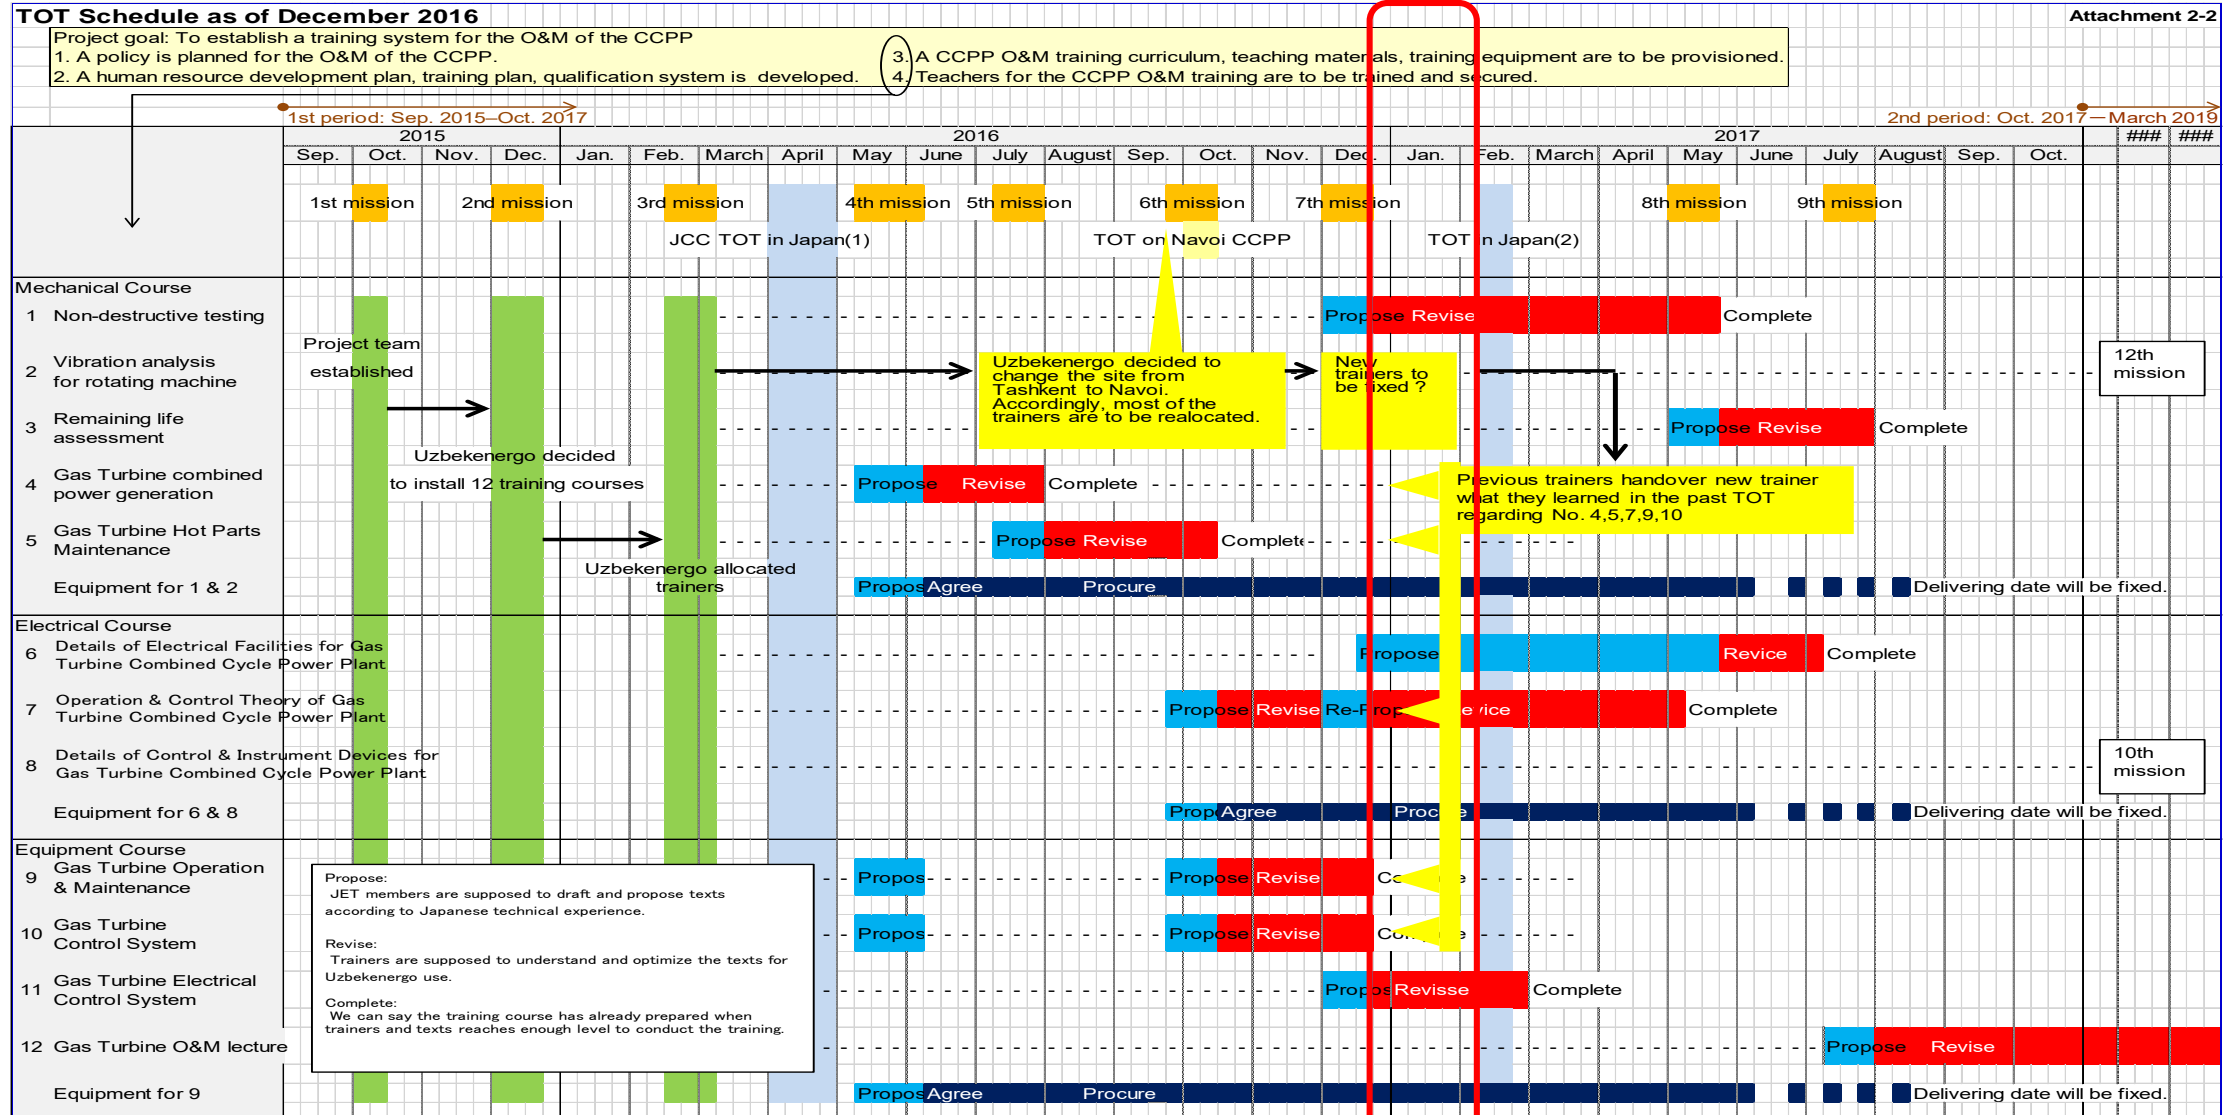 TOT Schedule as of December 2016
Attachment 2-2
Project goal: To establish a training system for the O&M of the CCPP
1. A policy is planned for the O&M of the CCPP.
2. A human resource development plan, training plan, qualification system is developed.
3. A CCPP O&M training curriculum, teaching materials, training equipment are to be provisioned.
4. Teachers for the CCPP O&M training are to be trained and secured.
1st period: Sep. 2015–Oct. 2017
2nd period: Oct. 2017－March 2019
2015 2016 2017 ### ###
Sep. Oct. Nov. Dec. Jan. Feb. March April May June July August Sep. Oct. Nov. Dec. Jan. Feb. March April May June July August Sep. Oct.
1st mission 2nd mission 3rd mission 4th mission 5th mission 6th mission 7th mission 8th mission 9th mission
JCC TOT in Japan(1) TOT on Navoi CCPP TOT in Japan(2)
Mechanical Course
1 Non-destructive testing
Propose Revise Complete
Project team
established
2 Vibration analysis
for rotating machine
Uzbekenergo decided to
change the site from
Tashkent to Navoi.
Accordingly, most of the
trainers are to be realocated.
New
trainers to
be fixed ?
12th
mission
3 Remaining life
assessment
Propose Revise Complete
Uzbekenergo decided
to install 12 training courses
4 Gas Turbine combined
power generation
Propose Revise Complete
Previous trainers handover new trainer
what they learned in the past TOT
regarding No. 4,5,7,9,10
5 Gas Turbine Hot Parts
Maintenance
Propose Revise Complete
Uzbekenergo allocated
trainers
Equipment for 1 & 2
Propos Agree Procure Delivering date will be fixed.
Electrical Course
6 Details of Electrical Facilities for Gas
Turbine Combined Cycle Power Plant
Propose Revice Complete
7 Operation & Control Theory of Gas
Turbine Combined Cycle Power Plant
Propose Revise Re-Prop evice Complete
8 Details of Control & Instrument Devices for
Gas Turbine Combined Cycle Power Plant
10th
mission
Equipment for 6 & 8
Prop Agree Proc e Delivering date will be fixed.
Equipment Course
9 Gas Turbine Operation
& Maintenance
Propos Propose Revise
10 Gas Turbine
Control System
Propos Propose Revise
11 Gas Turbine Electrical
Control System
Propos Revisse Complete
12 Gas Turbine O&M lecture
Propose Revise
Equipment for 9
Propos Agree Procure Delivering date will be fixed.
Propose:
JET members are supposed to draft and propose texts
according to Japanese technical experience.
Revise:
Trainers are supposed to understand and optimize the texts for
Uzbekenergo use.
Complete:
We can say the training course has already prepared when
trainers and texts reaches enough level to conduct the training.